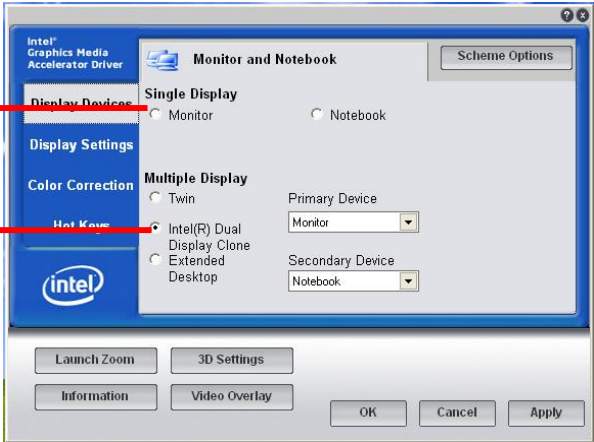 Intel®
Graphics Media
Accelerator Driver
Monitor and Notebook
Scheme Options
Display Devices
Display Settings
Color Correction
Hot Keys
intel
Single Display
Monitor
Notebook
Multiple Display
Twin
Intel(R) Dual
Display Clone
Extended
Desktop
Primary Device
Monitor
Secondary Device
Notebook
Launch Zoom
3D Settings
Information
Video Overlay
OK
Cancel
Apply